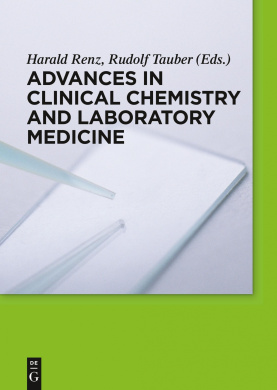 Harald Renz, Rudolf Tauber (Eds.)
ADVANCES IN
CLINICAL CHEMISTRY
AND LABORATORY
MEDICINE
DE
G